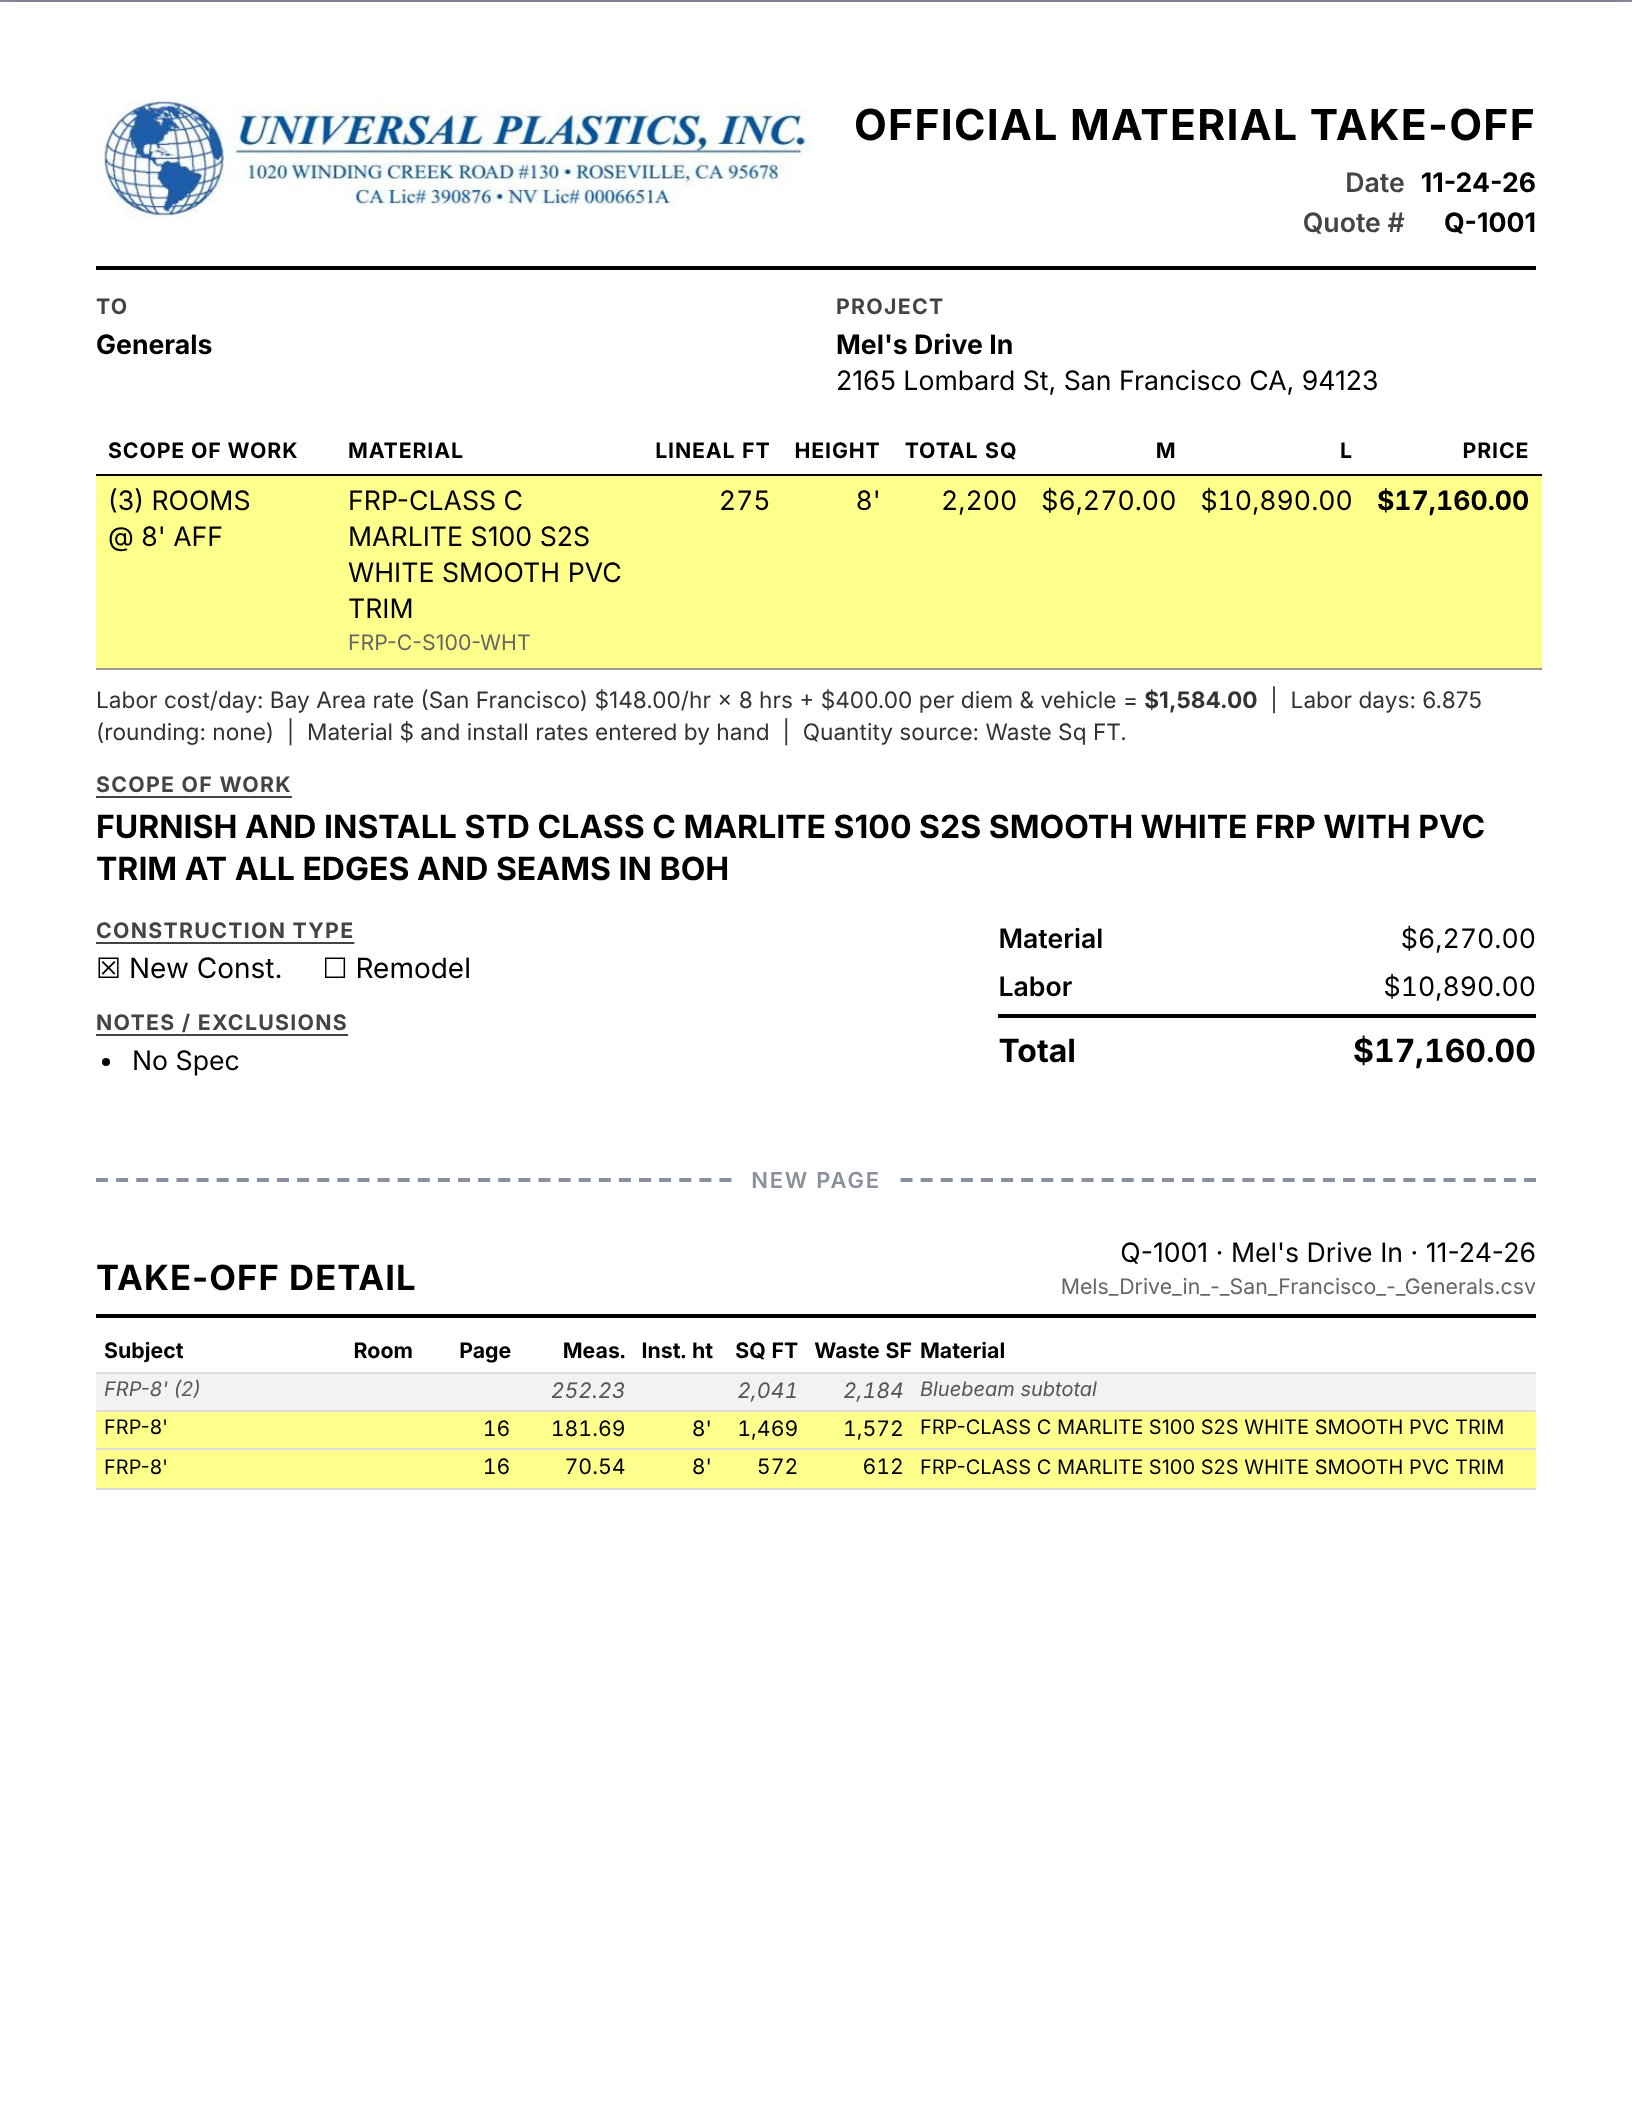 UNIVERSAL PLASTICS, INC.
1020 WINDING CREEK ROAD #130 • ROSEVILLE, CA 95678
CA Lic# 390876 • NV Lic# 0006651A
OFFICIAL MATERIAL TAKE-OFF
Date 11-24-26
Quote # Q-1001
TO
Generals
PROJECT
Mel's Drive In
2165 Lombard St, San Francisco CA, 94123
SCOPE OF WORK MATERIAL LINEAL FT HEIGHT TOTAL SQ M L PRICE
(3) ROOMS FRP-CLASS C 275 8' 2,200 $6,270.00 $10,890.00 $17,160.00
@ 8' AFF MARLITE S100 S2S
WHITE SMOOTH PVC
TRIM
FRP-C-S100-WHT
Labor cost/day: Bay Area rate (San Francisco) $148.00/hr × 8 hrs + $400.00 per diem & vehicle = $1,584.00 | Labor days: 6.875
(rounding: none) | Material $ and install rates entered by hand | Quantity source: Waste Sq FT.
SCOPE OF WORK
FURNISH AND INSTALL STD CLASS C MARLITE S100 S2S SMOOTH WHITE FRP WITH PVC
TRIM AT ALL EDGES AND SEAMS IN BOH
CONSTRUCTION TYPE
☒ New Const. ☐ Remodel
NOTES / EXCLUSIONS
• No Spec
Material $6,270.00
Labor $10,890.00
Total $17,160.00
NEW PAGE
TAKE-OFF DETAIL
Q-1001 · Mel's Drive In · 11-24-26
Mels_Drive_in_-_San_Francisco_-_Generals.csv
Subject Room Page Meas. Inst. ht SQ FT Waste SF Material
FRP-8' (2) 252.23 2,041 2,184 Bluebeam subtotal
FRP-8' 16 181.69 8' 1,469 1,572 FRP-CLASS C MARLITE S100 S2S WHITE SMOOTH PVC TRIM
FRP-8' 16 70.54 8' 572 612 FRP-CLASS C MARLITE S100 S2S WHITE SMOOTH PVC TRIM